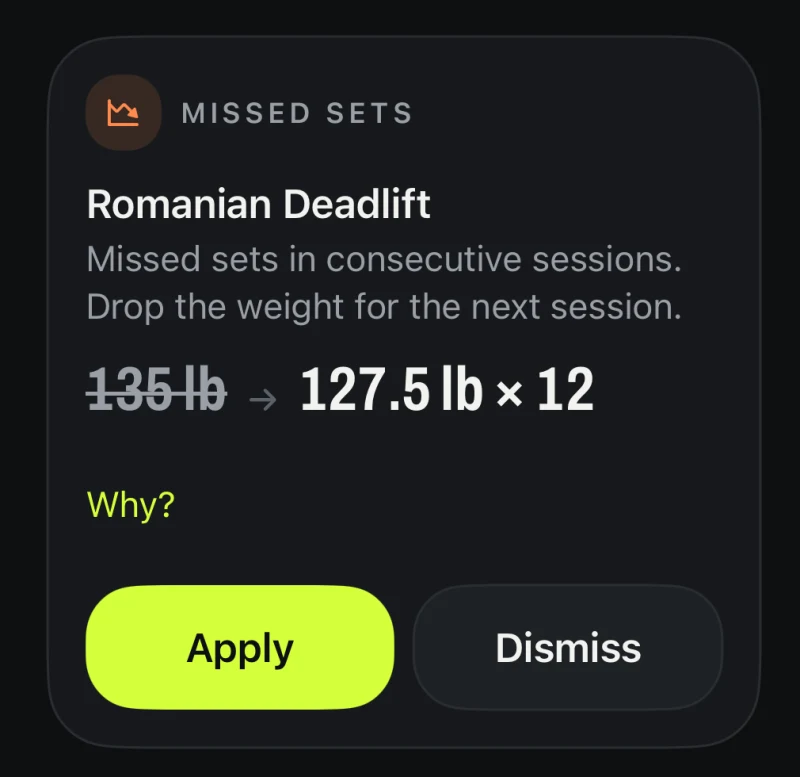 MISSED SETS
Romanian Deadlift
Missed sets in consecutive sessions.
Drop the weight for the next session.
135 lb → 127.5 lb × 12
Why?
Apply
Dismiss